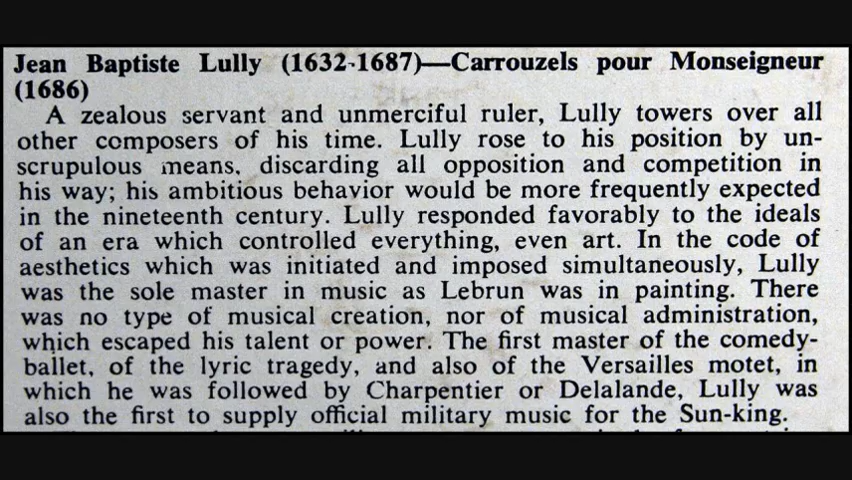 Jean Baptiste Lully (1632-1687)—Carrouzels pour Monseigneur
(1686)
A zealous servant and unmerciful ruler, Lully towers over all
other composers of his time. Lully rose to his position by un-
scrupulous means, discarding all opposition and competition in
his way; his ambitious behavior would be more frequently expected
in the nineteenth century. Lully responded favorably to the ideals
of an era which controlled everything, even art. In the code of
aesthetics which was initiated and imposed simultaneously, Lully
was the sole master in music as Lebrun was in painting. There
was no type of musical creation, nor of musical administration,
which escaped his talent or power. The first master of the comedy-
ballet, of the lyric tragedy, and also of the Versailles motet, in
which he was followed by Charpentier or Delalande, Lully was
also the first to supply official military music for the Sun-king.